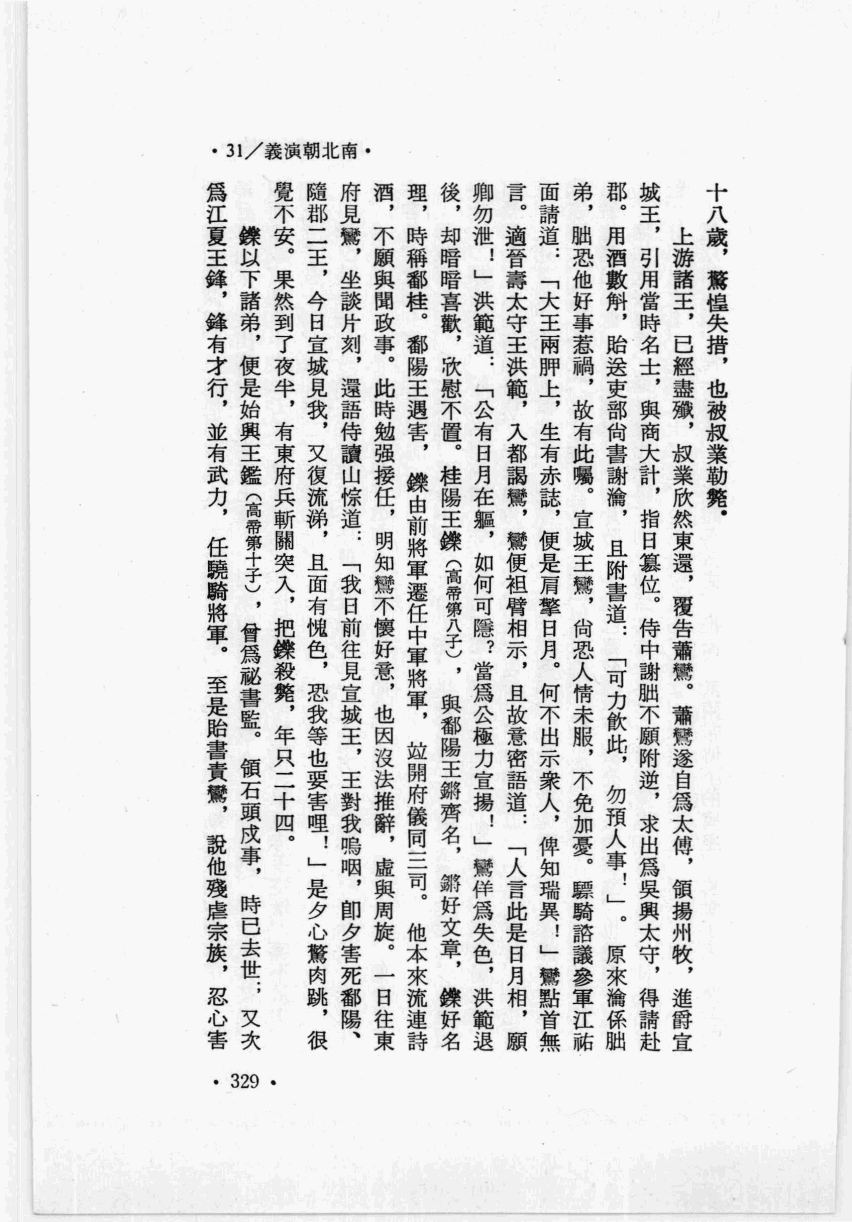 •31／義演朝北南•
十八歲，驚惶失措，也被叔業勒斃。
上游諸王，已經盡殲，叔業欣然東還，覆告蕭鸞。蕭鸞遂自爲太傅，領揚州牧，進爵宣
城王，引用當時名士，與商大計，指日篡位。侍中謝朏不願附逆，求出爲吳興太守，得請赴
郡。用酒數斛，貽送吏部尙書謝瀹，且附書道：「可力飲此，勿預人事！」。原來瀹係朏
弟，朏恐他好事惹禍，故有此囑。宣城王鸞，尙恐人情未服，不免加憂。驃騎諮議參軍江祐
面請道：「大王兩胛上，生有赤誌，便是肩擎日月。何不出示衆人，俾知瑞異！」鸞點首無
言。適晉壽太守王洪範，入都謁鸞，鸞便袒臂相示，且故意密語道：「人言此是日月相，願
卿勿泄！」洪範道：「公有日月在軀，如何可隱？當爲公極力宣揚！」鸞佯爲失色，洪範退
後，却暗暗喜歡，欣慰不置。桂陽王鑠（高帝第八子），與鄱陽王鏘齊名，鏘好文章，鑠好名
理，時稱鄱桂。鄱陽王遇害，鑠由前將軍遷任中軍將軍，竝開府儀同三司。他本來流連詩
酒，不願與聞政事。此時勉强接任，明知鸞不懷好意，也因沒法推辭，虛與周旋。一日往東
府見鸞，坐談片刻，還語侍讀山悰道：「我日前往見宣城王，王對我嗚咽，卽夕害死鄱陽、
隨郡二王，今日宣城見我，又復流涕，且面有愧色，恐我等也要害哩！」是夕心驚肉跳，很
覺不安。果然到了夜半，有東府兵斬關突入，把鑠殺斃，年只二十四。
鑠以下諸弟，便是始興王鑑（高帝第十子），曾爲祕書監。領石頭戍事，時已去世；又次
爲江夏王鋒，鋒有才行，並有武力，任驍騎將軍。至是貽書責鸞，說他殘虐宗族，忍心害
•329•